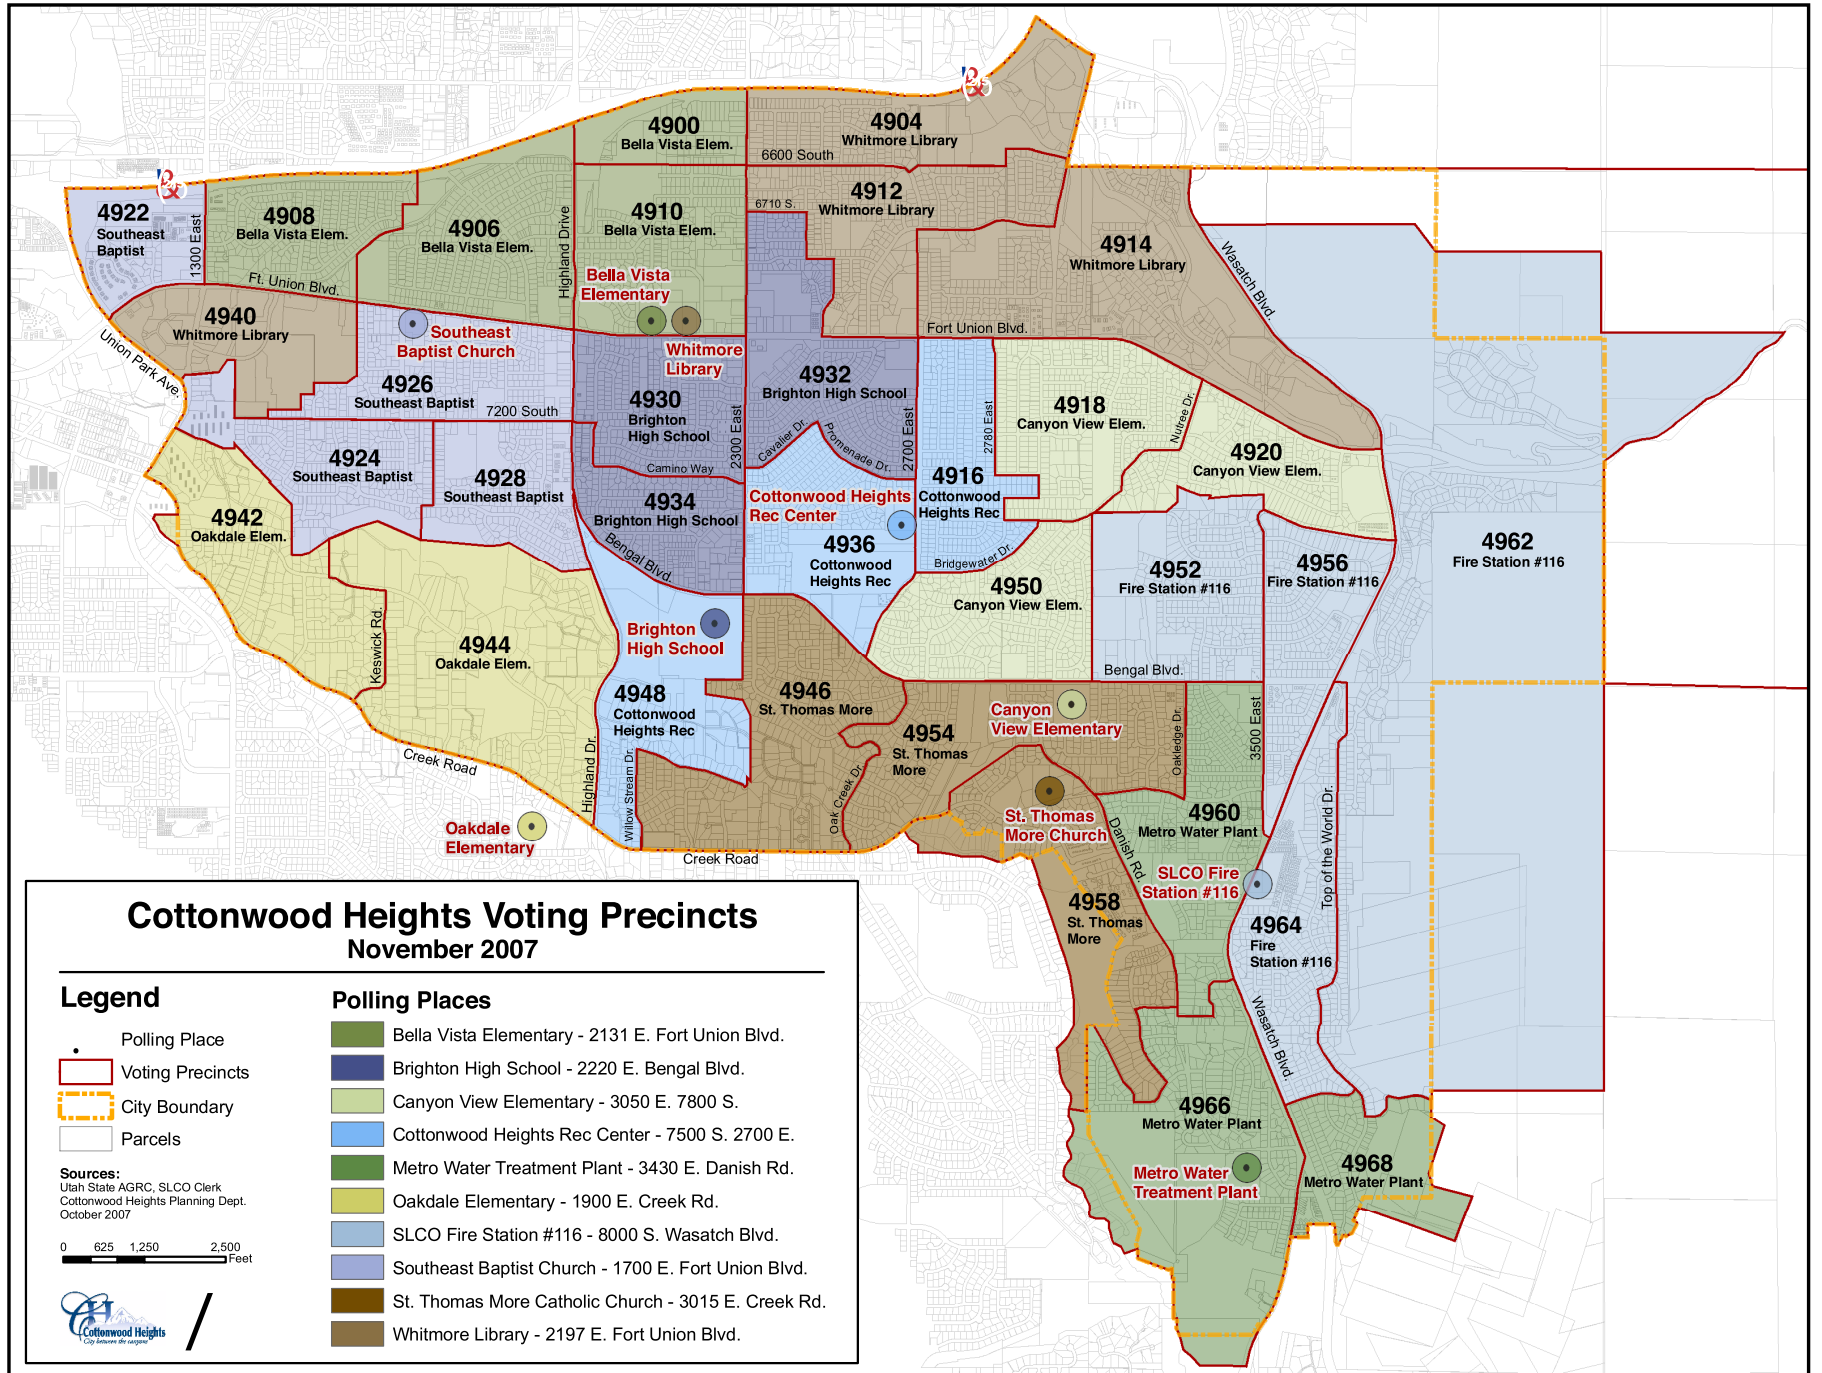 4900
Bella Vista Elem.
4904
Whitmore Library
6600 South
4922
Southeast
Baptist
1300 East
4908
Bella Vista Elem.
4906
Bella Vista Elem.
Highland Drive
4910
Bella Vista Elem.
4912
Whitmore Library
6710 S.
4914
Whitmore Library
Wasatch Blvd.
Ft. Union Blvd.
Bella Vista
Elementary
4940
Whitmore Library
Union Park Ave.
Southeast
Baptist Church
Whitmore
Library
Fort Union Blvd.
4926
Southeast Baptist
7200 South
4930
Brighton
High School
2300 East
4932
Brighton High School
Cavalier Dr.
Promenade Dr.
2700 East
2780 East
4918
Canyon View Elem.
Nutree Dr.
4920
Canyon View Elem.
4924
Southeast Baptist
4928
Southeast Baptist
Camino Way
4934
Brighton High School
Bengal Blvd.
4916
Cottonwood
Heights Rec
Cottonwood Heights
Rec Center
4936
Cottonwood
Heights Rec
Bridgewater Dr.
4942
Oakdale Elem.
4950
Canyon View Elem.
4952
Fire Station #116
4956
Fire Station #116
4962
Fire Station #116
Keswick Rd.
4944
Oakdale Elem.
Brighton
High School
Bengal Blvd.
4948
Cottonwood
Heights Rec
4946
St. Thomas More
4954
St. Thomas
More
Canyon
View Elementary
Oakledge Dr.
3500 East
Creek Road
Highland Dr.
Willow Stream Dr.
Oak Creek Dr.
Oakdale
Elementary
Creek Road
St. Thomas
More Church
Danish Rd.
4960
Metro Water Plant
Top of the World Dr.
SLCO Fire
Station #116
4958
St. Thomas
More
4964
Fire
Station #116
Wasatch Blvd.
4966
Metro Water Plant
Metro Water
Treatment Plant
4968
Metro Water Plant
Cottonwood Heights Voting Precincts
November 2007
Legend
Polling Place
Voting Precincts
City Boundary
Parcels
Sources:
Utah State AGRC, SLCO Clerk
Cottonwood Heights Planning Dept.
October 2007
0 625 1,250 2,500
Feet
CH
Cottonwood Heights
City between the canyons
Polling Places
Bella Vista Elementary - 2131 E. Fort Union Blvd.
Brighton High School - 2220 E. Bengal Blvd.
Canyon View Elementary - 3050 E. 7800 S.
Cottonwood Heights Rec Center - 7500 S. 2700 E.
Metro Water Treatment Plant - 3430 E. Danish Rd.
Oakdale Elementary - 1900 E. Creek Rd.
SLCO Fire Station #116 - 8000 S. Wasatch Blvd.
Southeast Baptist Church - 1700 E. Fort Union Blvd.
St. Thomas More Catholic Church - 3015 E. Creek Rd.
Whitmore Library - 2197 E. Fort Union Blvd.